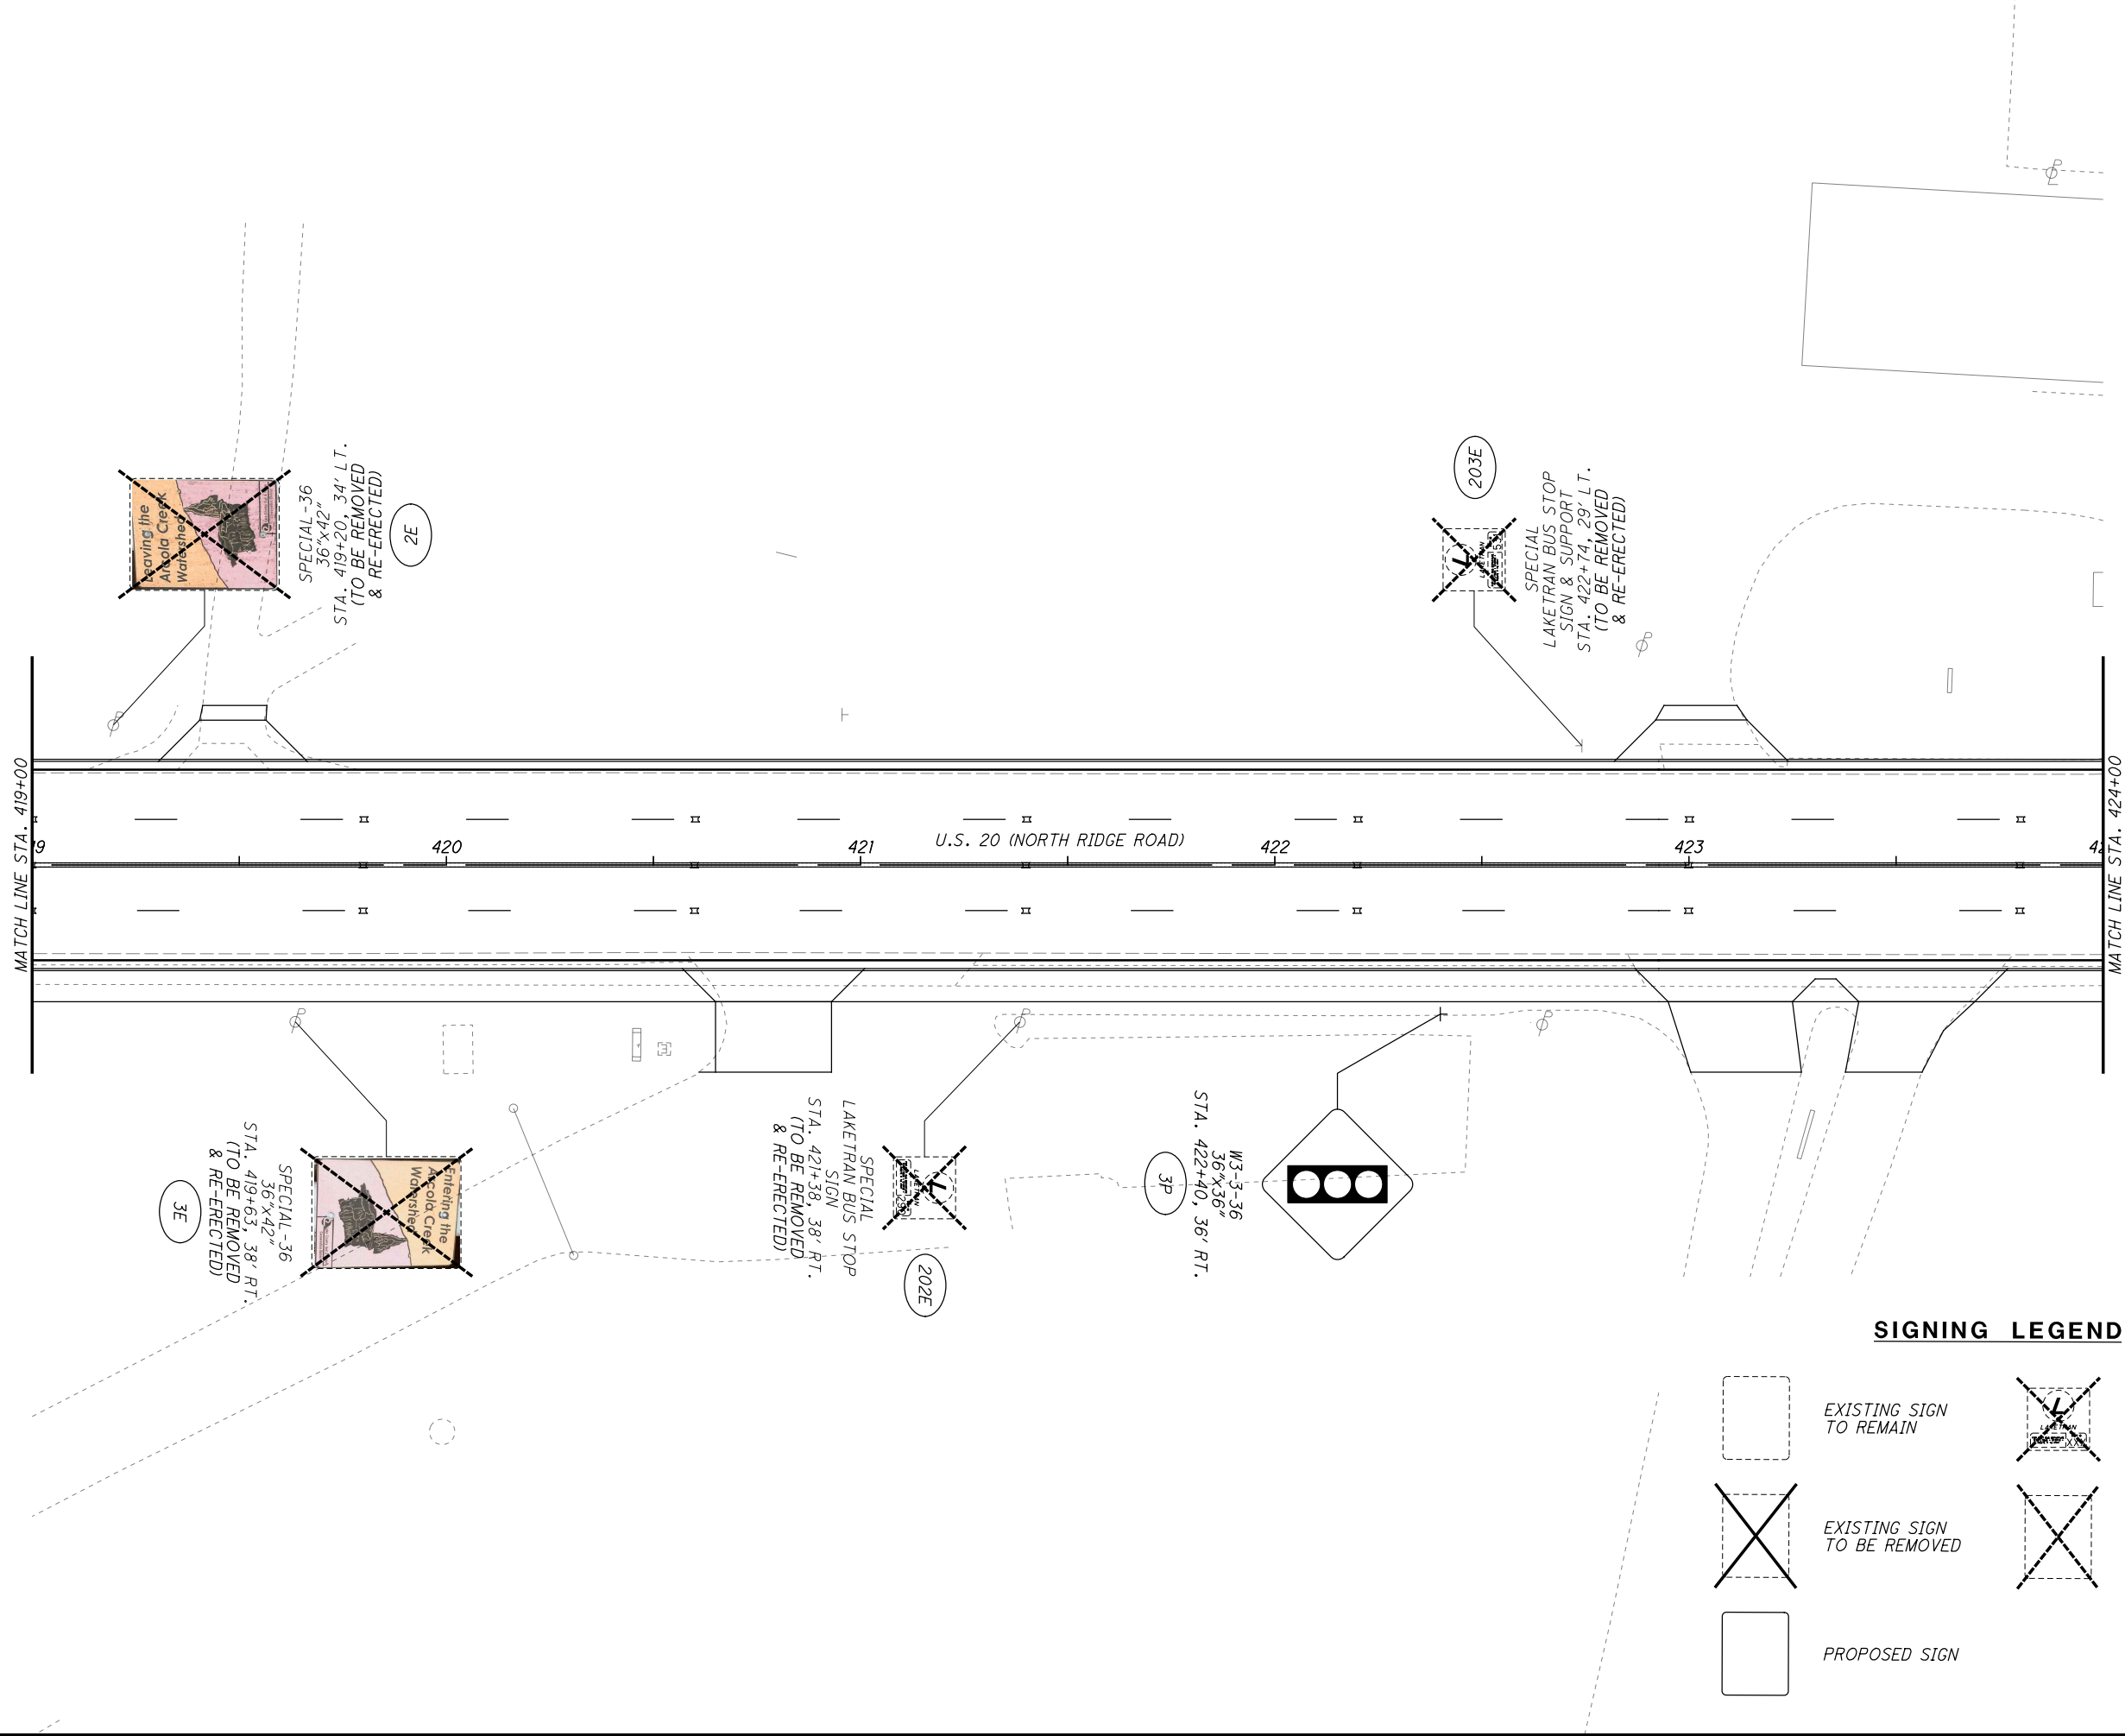 Leaving the
Arcola Creek
Watershed
SPECIAL-36
36"x42"
STA. 419+20, 34' LT.
(TO BE REMOVED
& RE-ERECTED)
2E
203E
LAKETRAN
SPECIAL
LAKETRAN BUS STOP
SIGN & SUPPORT
STA. 422+74, 29' LT.
(TO BE REMOVED
& RE-ERECTED)
P
P
P
MATCH LINE STA. 419+00
19
420
421
U.S. 20 (NORTH RIDGE ROAD)
422
423
42
MATCH LINE STA. 424+00
P
E
P
P
3E
SPECIAL-36
36"x42"
STA. 419+63, 38' RT.
(TO BE REMOVED
& RE-ERECTED)
Entering the
Arcola Creek
Watershed
SPECIAL
LAKETRAN BUS STOP
SIGN
STA. 421+38, 38' RT.
(TO BE REMOVED
& RE-ERECTED)
202E
3P
W3-3-36
36"x36"
STA. 422+40, 36' RT.
SIGNING LEGEND
EXISTING SIGN
TO REMAIN
LAKETRAN
XXX
EXISTING SIGN
TO BE REMOVED
PROPOSED SIGN